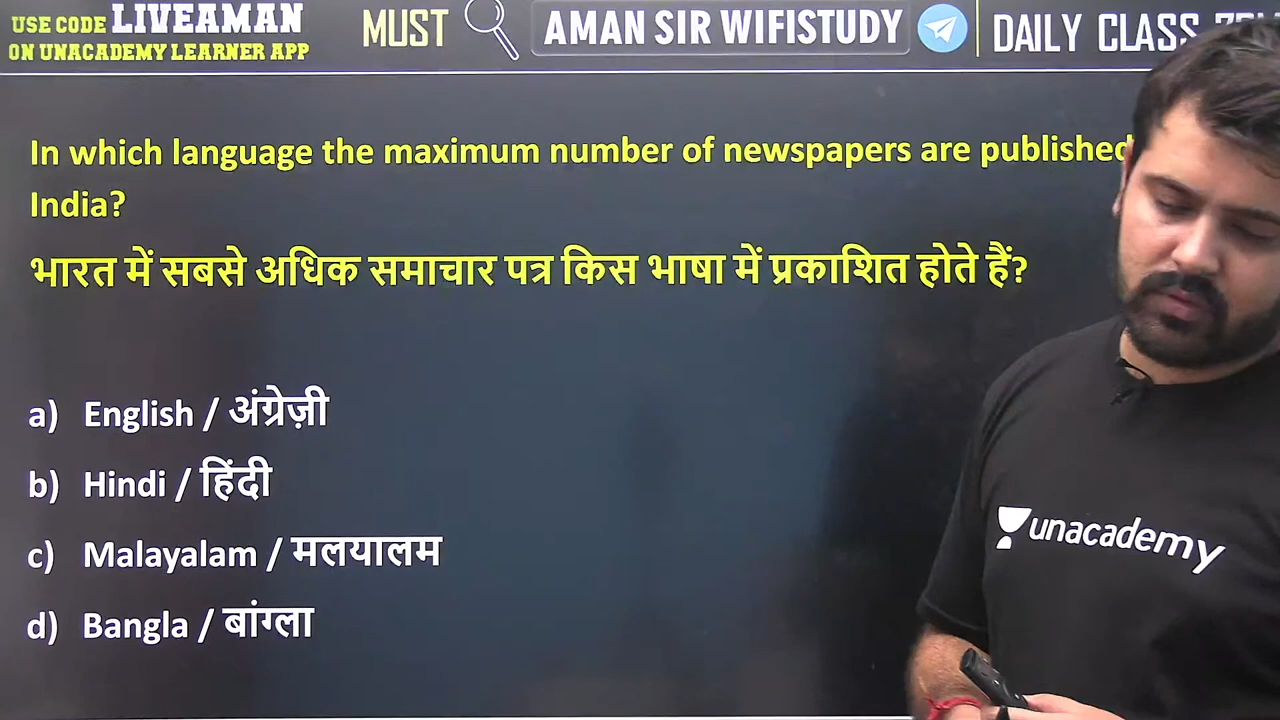 USE CODE LIVEAMAN
ON UNACADEMY LEARNER APP
MUST
AMAN SIR WIFISTUDY
DAILY CLASS
In which language the maximum number of newspapers are published
India?
भारत में सबसे अधिक समाचार पत्र किस भाषा में प्रकाशित होते हैं?
a) English / अंग्रेज़ी
b) Hindi / हिंदी
c) Malayalam / मलयालम
d) Bangla / बांग्ला
unacademy